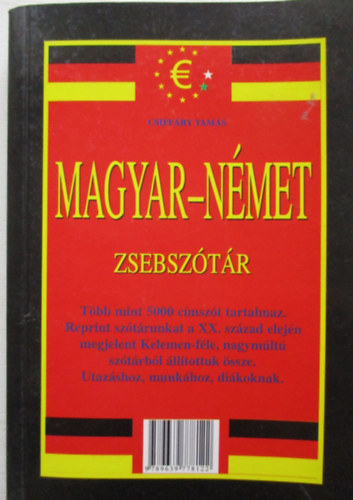 €
CSIFFÁRY TAMÁS
MAGYAR–NÉMET
ZSEBSZÓTÁR
Több mint 5000 címszót tartalmaz.
Reprint szótárunkat a XX. század elején
megjelent Kelemen-féle, nagymúltú
szótárból állítottuk össze.
Utazáshoz, munkához, diákoknak.
9789639778122